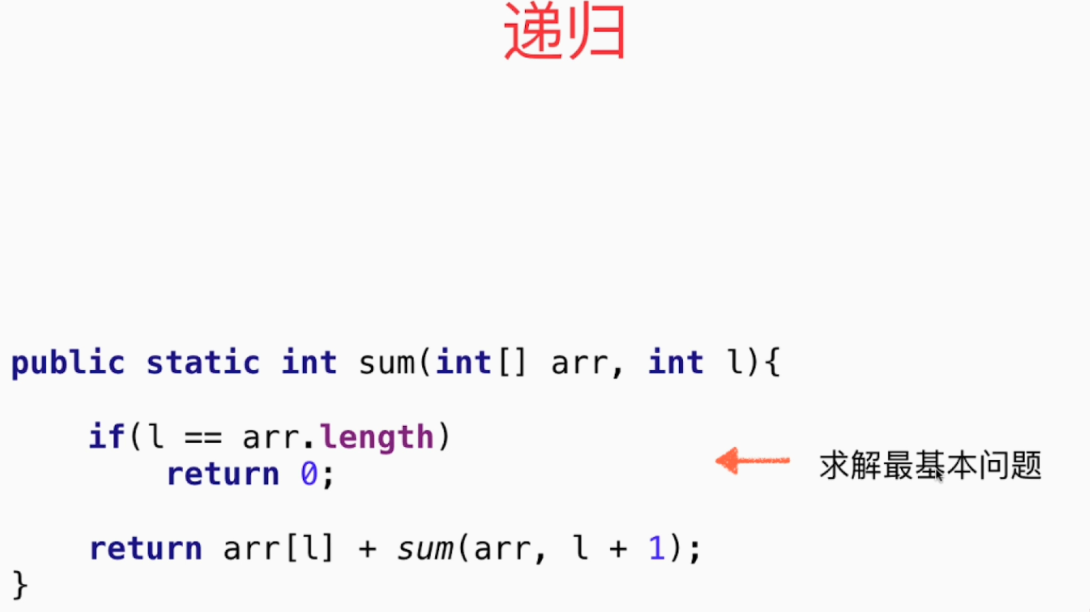 递归
public static int sum(int[] arr, int l){
if(l == arr.length)
return 0;
求解最基本问题
return arr[l] + sum(arr, l + 1);
}